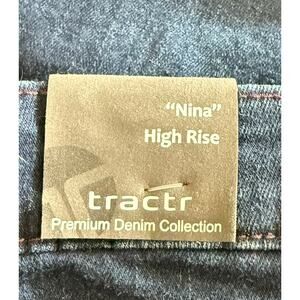 “Nina”
High Rise
tractr
Premium Denim Collection